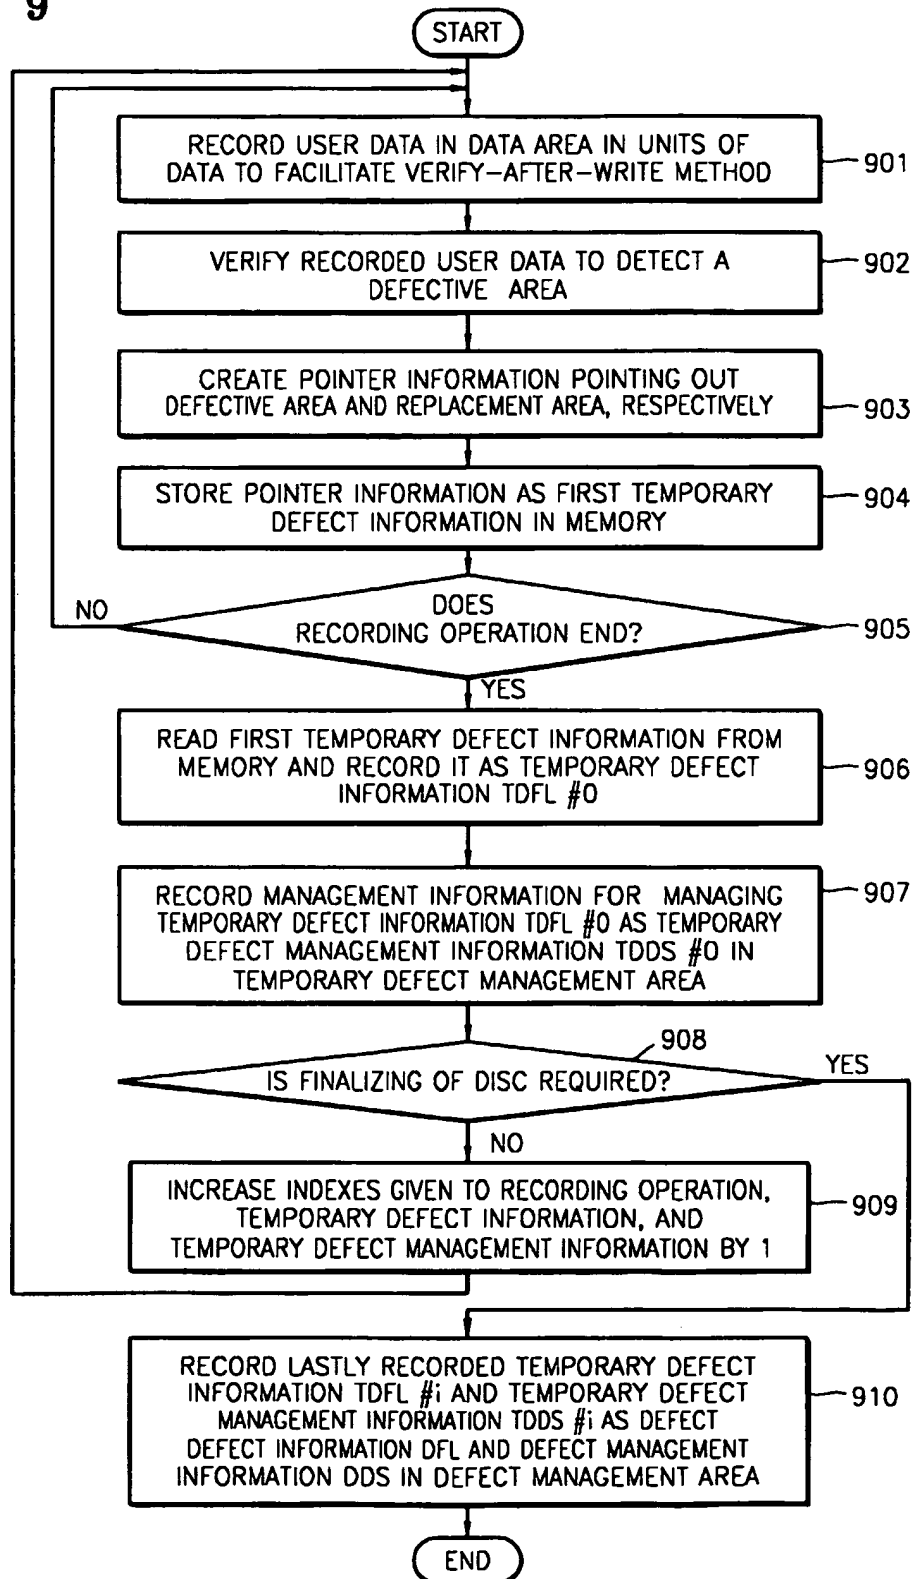 9
START
RECORD USER DATA IN DATA AREA IN UNITS OF
DATA TO FACILITATE VERIFY-AFTER-WRITE METHOD
901
VERIFY RECORDED USER DATA TO DETECT A
DEFECTIVE AREA
902
CREATE POINTER INFORMATION POINTING OUT
DEFECTIVE AREA AND REPLACEMENT AREA, RESPECTIVELY
903
STORE POINTER INFORMATION AS FIRST TEMPORARY
DEFECT INFORMATION IN MEMORY
904
NO
DOES
RECORDING OPERATION END?
905
YES
READ FIRST TEMPORARY DEFECT INFORMATION FROM
MEMORY AND RECORD IT AS TEMPORARY DEFECT
INFORMATION TDFL #0
906
RECORD MANAGEMENT INFORMATION FOR MANAGING
TEMPORARY DEFECT INFORMATION TDFL #0 AS TEMPORARY
DEFECT MANAGEMENT INFORMATION TDDS #0 IN
TEMPORARY DEFECT MANAGEMENT AREA
907
908
IS FINALIZING OF DISC REQUIRED?
YES
NO
INCREASE INDEXES GIVEN TO RECORDING OPERATION,
TEMPORARY DEFECT INFORMATION, AND
TEMPORARY DEFECT MANAGEMENT INFORMATION BY 1
909
RECORD LASTLY RECORDED TEMPORARY DEFECT
INFORMATION TDFL #i AND TEMPORARY DEFECT
MANAGEMENT INFORMATION TDDS #i AS DEFECT
DEFECT INFORMATION DFL AND DEFECT MANAGEMENT
INFORMATION DDS IN DEFECT MANAGEMENT AREA
910
END